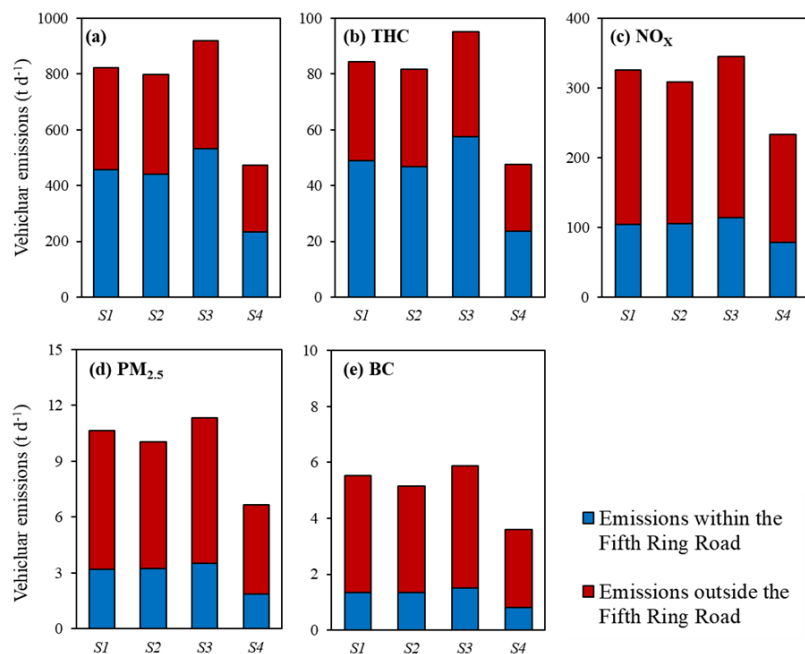 (a)
Vehicluar emissions (t d-1)
1000
800
600
400
200
0
S1 S2 S3 S4
(b) THC
100
80
60
40
20
0
S1 S2 S3 S4
(c) NOX
400
300
200
100
0
S1 S2 S3 S4
(d) PM2.5
Vehicluar emissions (t d-1)
15
12
9
6
3
0
S1 S2 S3 S4
(e) BC
10
8
6
4
2
0
S1 S2 S3 S4
Emissions within the
Fifth Ring Road
Emissions outside the
Fifth Ring Road